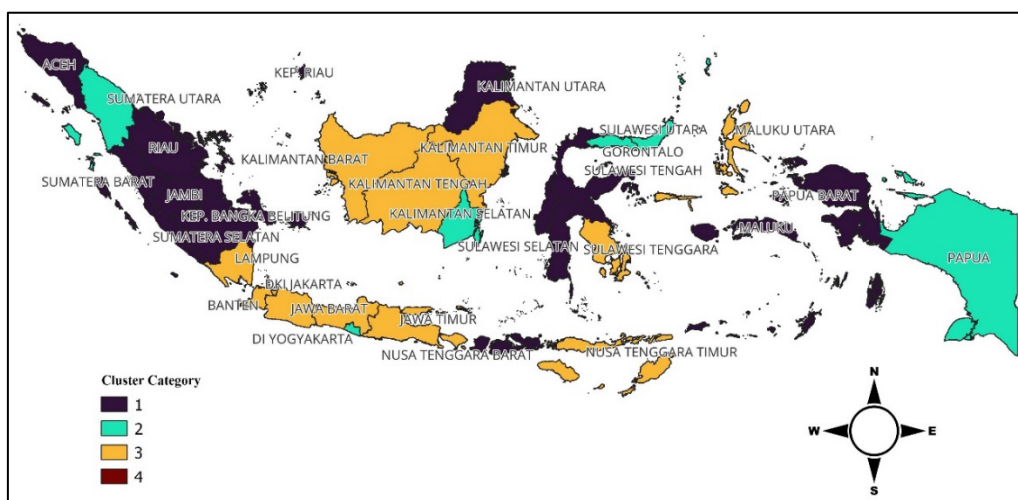 ACEH
SUMATERA UTARA
KEP. RIAU
KALIMANTAN UTARA
RIAU
SULAWESI UTARA
MALUKU UTARA
KALIMANTAN BARAT
KALIMANTAN TIMUR
GORONTALO
SUMATERA BARAT
JAMBI
KALIMANTAN TENGAH
SULAWESI TENGAH
PAPUA BARAT
KEP. BANGKA BELITUNG
KALIMANTAN SELATAN
SUMATERA SELATAN
SULAWESI SELATAN
SULAWESI TENGGARA
MALUKU
PAPUA
LAMPUNG
DKI JAKARTA
BANTEN
JAWA BARAT
JAWA TIMUR
DI YOGYAKARTA
NUSA TENGGARA BARAT
NUSA TENGGARA TIMUR
Cluster Category
1
2
3
4
N
W
E
S